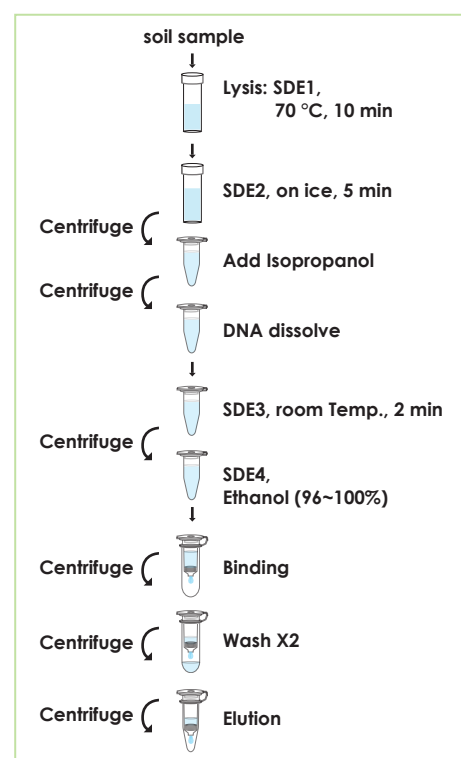 soil sample
Lysis: SDE1,
70 °C, 10 min
SDE2, on ice, 5 min
Centrifuge
Add Isopropanol
Centrifuge
DNA dissolve
SDE3, room Temp., 2 min
Centrifuge
SDE4,
Ethanol (96~100%)
Centrifuge
Binding
Centrifuge
Wash X2
Centrifuge
Elution